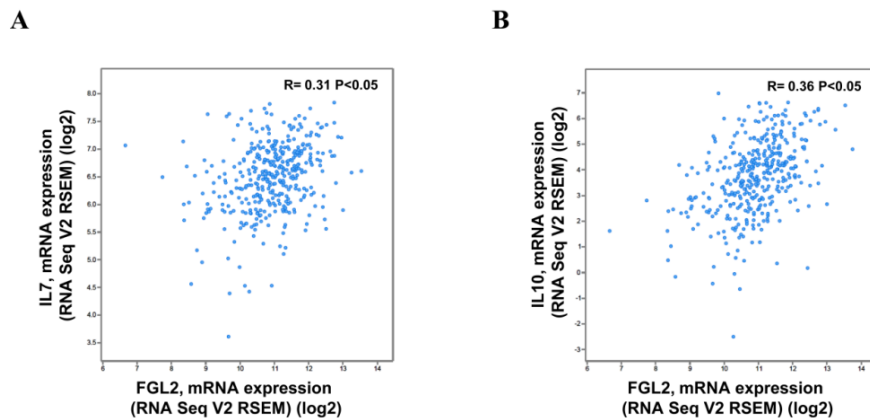 A
R= 0.31 P<0.05
8.0
7.5
7.0
6.5
6.0
5.5
5.0
4.5
4.0
3.5
IL7, mRNA expression
(RNA Seq V2 RSEM) (log2)
6 7 8 9 10 11 12 13 14
FGL2, mRNA expression
(RNA Seq V2 RSEM) (log2)
B
R= 0.36 P<0.05
7
6
5
4
3
2
1
0
-1
-2
-3
IL10, mRNA expression
(RNA Seq V2 RSEM) (log2)
6 7 8 9 10 11 12 13 14
FGL2, mRNA expression
(RNA Seq V2 RSEM) (log2)